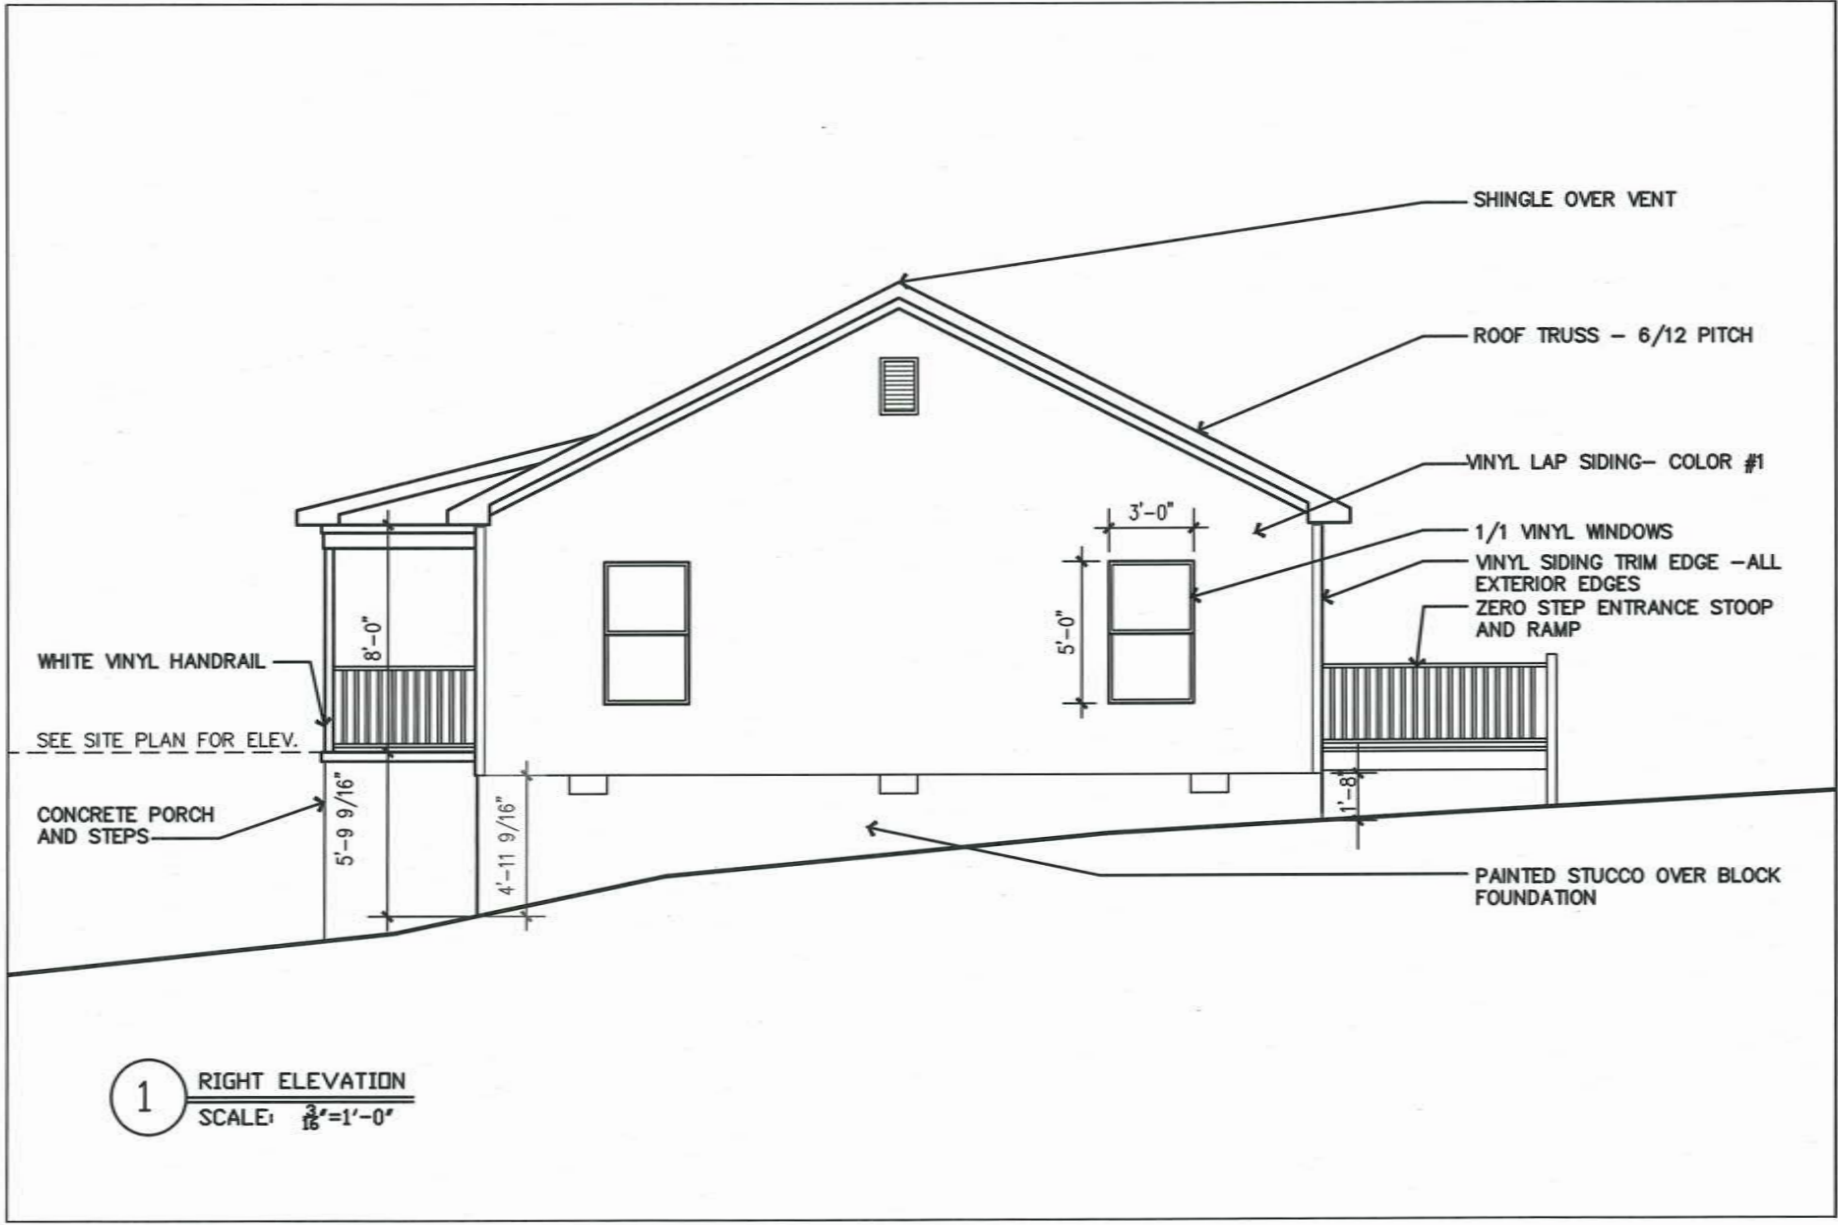 SHINGLE OVER VENT
ROOF TRUSS - 6/12 PITCH
VINYL LAP SIDING- COLOR #1
3'-0"
1/1 VINYL WINDOWS
VINYL SIDING TRIM EDGE -ALL
EXTERIOR EDGES
ZERO STEP ENTRANCE STOOP
AND RAMP
5'-0"
8'-0"
WHITE VINYL HANDRAIL
SEE SITE PLAN FOR ELEV.
CONCRETE PORCH
AND STEPS
5'-9 9/16"
4'-11 9/16"
1'-8"
PAINTED STUCCO OVER BLOCK
FOUNDATION
1
RIGHT ELEVATION
SCALE: 3/16"=1'-0"